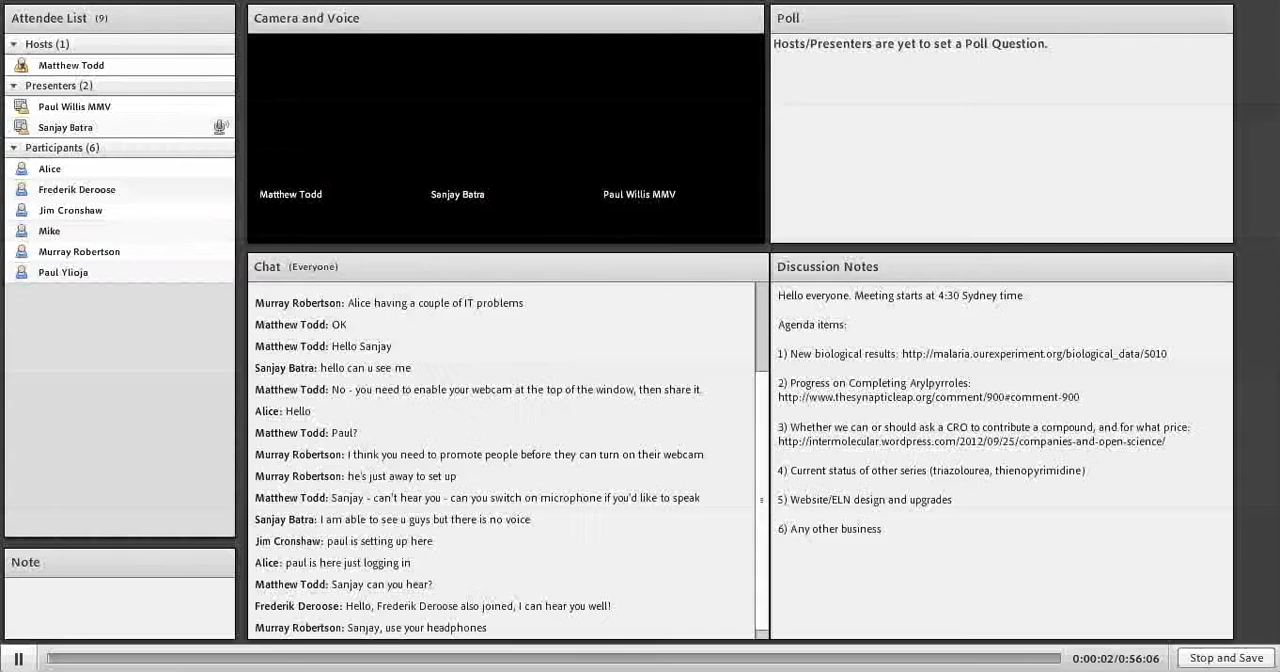 Attendee List (9)
Hosts (1)
Matthew Todd
Presenters (2)
Paul Willis MMV
Sanjay Batra
Participants (6)
Alice
Frederik Deroose
Jim Cronshaw
Mike
Murray Robertson
Paul Ylioja
Note
Camera and Voice
Matthew Todd
Sanjay Batra
Paul Willis MMV
Chat (Everyone)
Murray Robertson: Alice having a couple of IT problems
Matthew Todd: OK
Matthew Todd: Hello Sanjay
Sanjay Batra: hello can u see me
Matthew Todd: No - you need to enable your webcam at the top of the window, then share it.
Alice: Hello
Matthew Todd: Paul?
Murray Robertson: I think you need to promote people before they can turn on their webcam
Murray Robertson: he's just away to set up
Matthew Todd: Sanjay - can't hear you - can you switch on microphone if you'd like to speak
Sanjay Batra: I am able to see u guys but there is no voice
Jim Cronshaw: paul is setting up here
Alice: paul is here just logging in
Matthew Todd: Sanjay can you hear?
Frederik Deroose: Hello, Frederik Deroose also joined, I can hear you well!
Murray Robertson: Sanjay, use your headphones
Poll
Hosts/Presenters are yet to set a Poll Question.
Discussion Notes
Hello everyone. Meeting starts at 4:30 Sydney time
Agenda items:
1) New biological results: http://malaria.ourexperiment.org/biological_data/5010
2) Progress on Completing Arylpyrroles:
http://www.thesynapticleap.org/comment/900#comment-900
3) Whether we can or should ask a CRO to contribute a compound, and for what price:
http://intermolecular.wordpress.com/2012/09/25/companies-and-open-science/
4) Current status of other series (triazolourea, thienopyrimidine)
5) Website/ELN design and upgrades
6) Any other business
0:00:02/0:56:06
Stop and Save